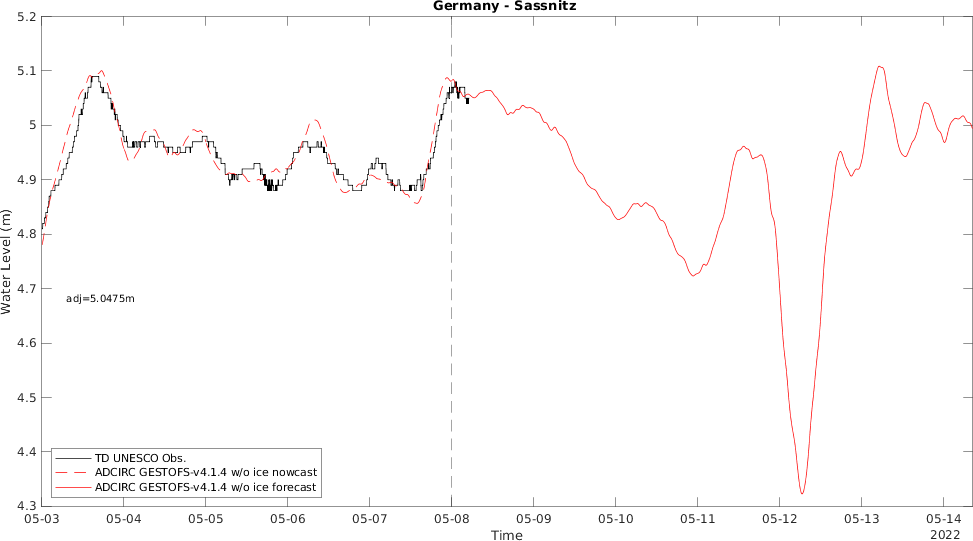 Germany - Sassnitz
5.2
5.1
5
4.9
4.8
4.7
4.6
4.5
4.4
4.3
Water Level (m)
adj=5.0475m
TD UNESCO Obs.
ADCIRC GESTOFS-v4.1.4 w/o ice nowcast
ADCIRC GESTOFS-v4.1.4 w/o ice forecast
05-03 05-04 05-05 05-06 05-07 05-08 05-09 05-10 05-11 05-12 05-13 05-14
Time
2022